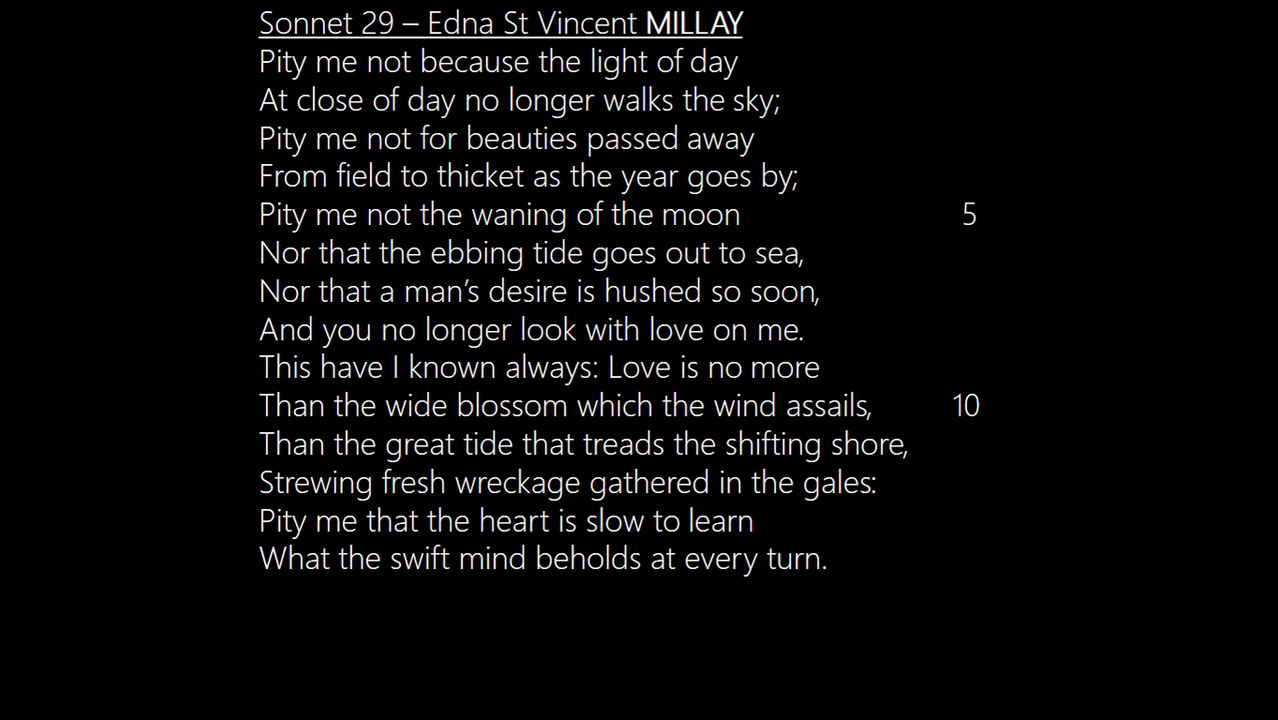 Sonnet 29 – Edna St Vincent MILLAY
Pity me not because the light of day
At close of day no longer walks the sky;
Pity me not for beauties passed away
From field to thicket as the year goes by;
Pity me not the waning of the moon 5
Nor that the ebbing tide goes out to sea,
Nor that a man's desire is hushed so soon,
And you no longer look with love on me.
This have I known always: Love is no more
Than the wide blossom which the wind assails, 10
Than the great tide that treads the shifting shore,
Strewing fresh wreckage gathered in the gales:
Pity me that the heart is slow to learn
What the swift mind beholds at every turn.